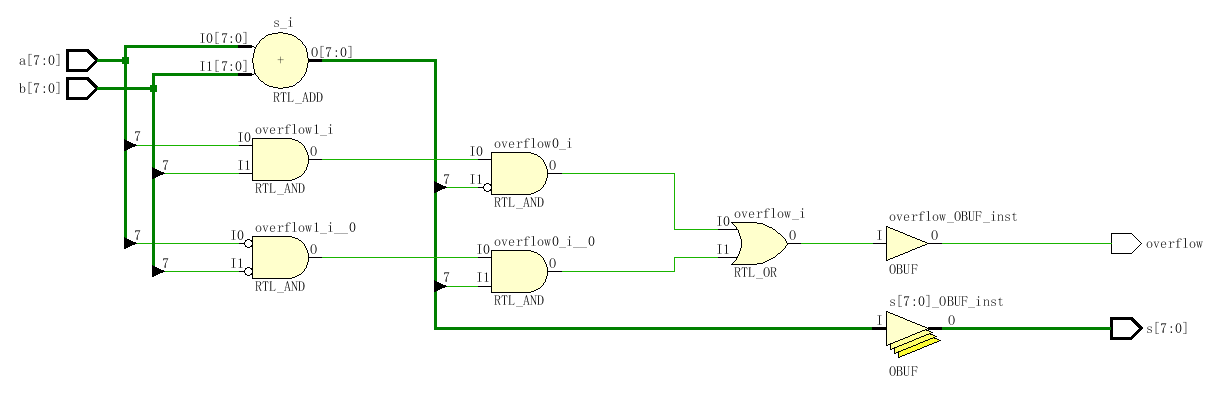 s_i
I0[7:0]
a[7:0]
O[7:0]
+
I1[7:0]
b[7:0]
RTL_ADD
overflow1_i
7
I0
O
overflow0_i
7
I1
I0
O
RTL_AND
7
I1
RTL_AND
overflow1_i__0
7
I0
O
overflow0_i__0
7
I1
I0
O
RTL_AND
7
I1
RTL_AND
overflow_i
I0
O
I1
RTL_OR
overflow_OBUF_inst
I
O
overflow
OBUF
s[7:0]_OBUF_inst
I
O
s[7:0]
OBUF